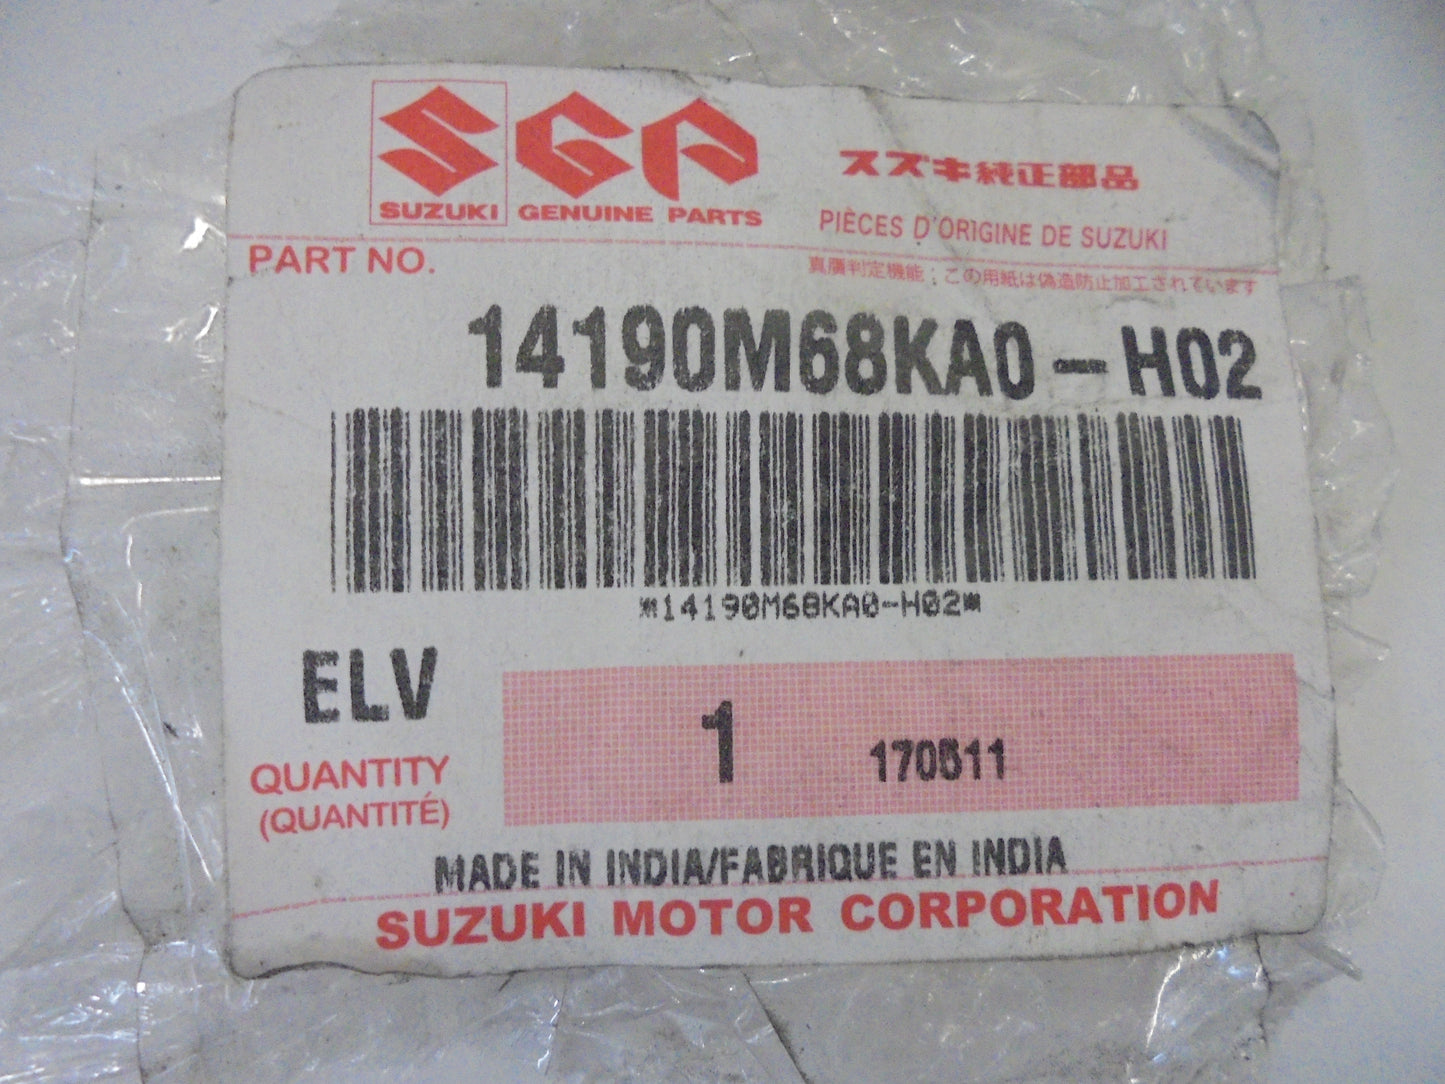 SUZUKI GENUINE PARTS
スズキ純正部品
PIÈCES D'ORIGINE DE SUZUKI
PART NO.
真贋判定機能：この用紙は偽造防止加工されています
14190M68KA0-H02
*14190M68KA0-H02*
ELV
QUANTITY
(QUANTITÉ)
1 170511
MADE IN INDIA/FABRIQUE EN INDIA
SUZUKI MOTOR CORPORATION